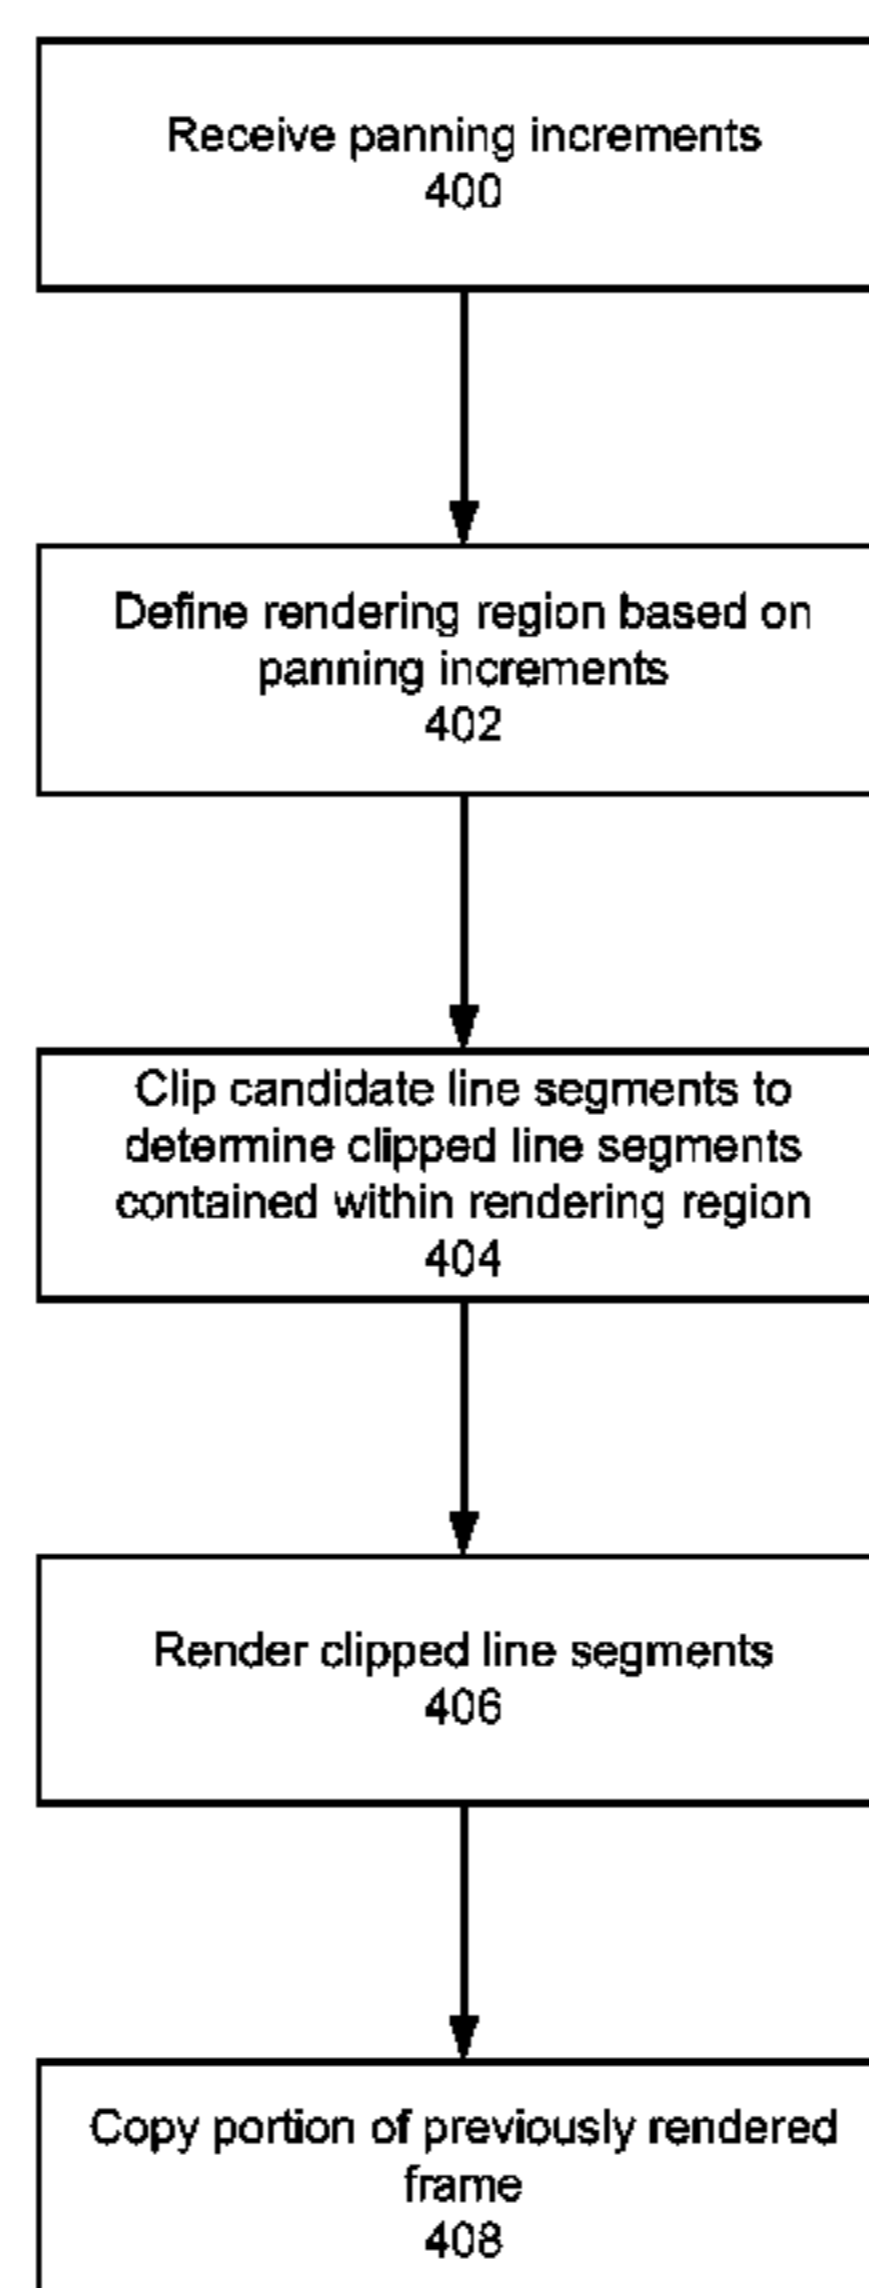 Receive panning increments
400
Define rendering region based on
panning increments
402
Clip candidate line segments to
determine clipped line segments
contained within rendering region
404
Render clipped line segments
406
Copy portion of previously rendered
frame
408